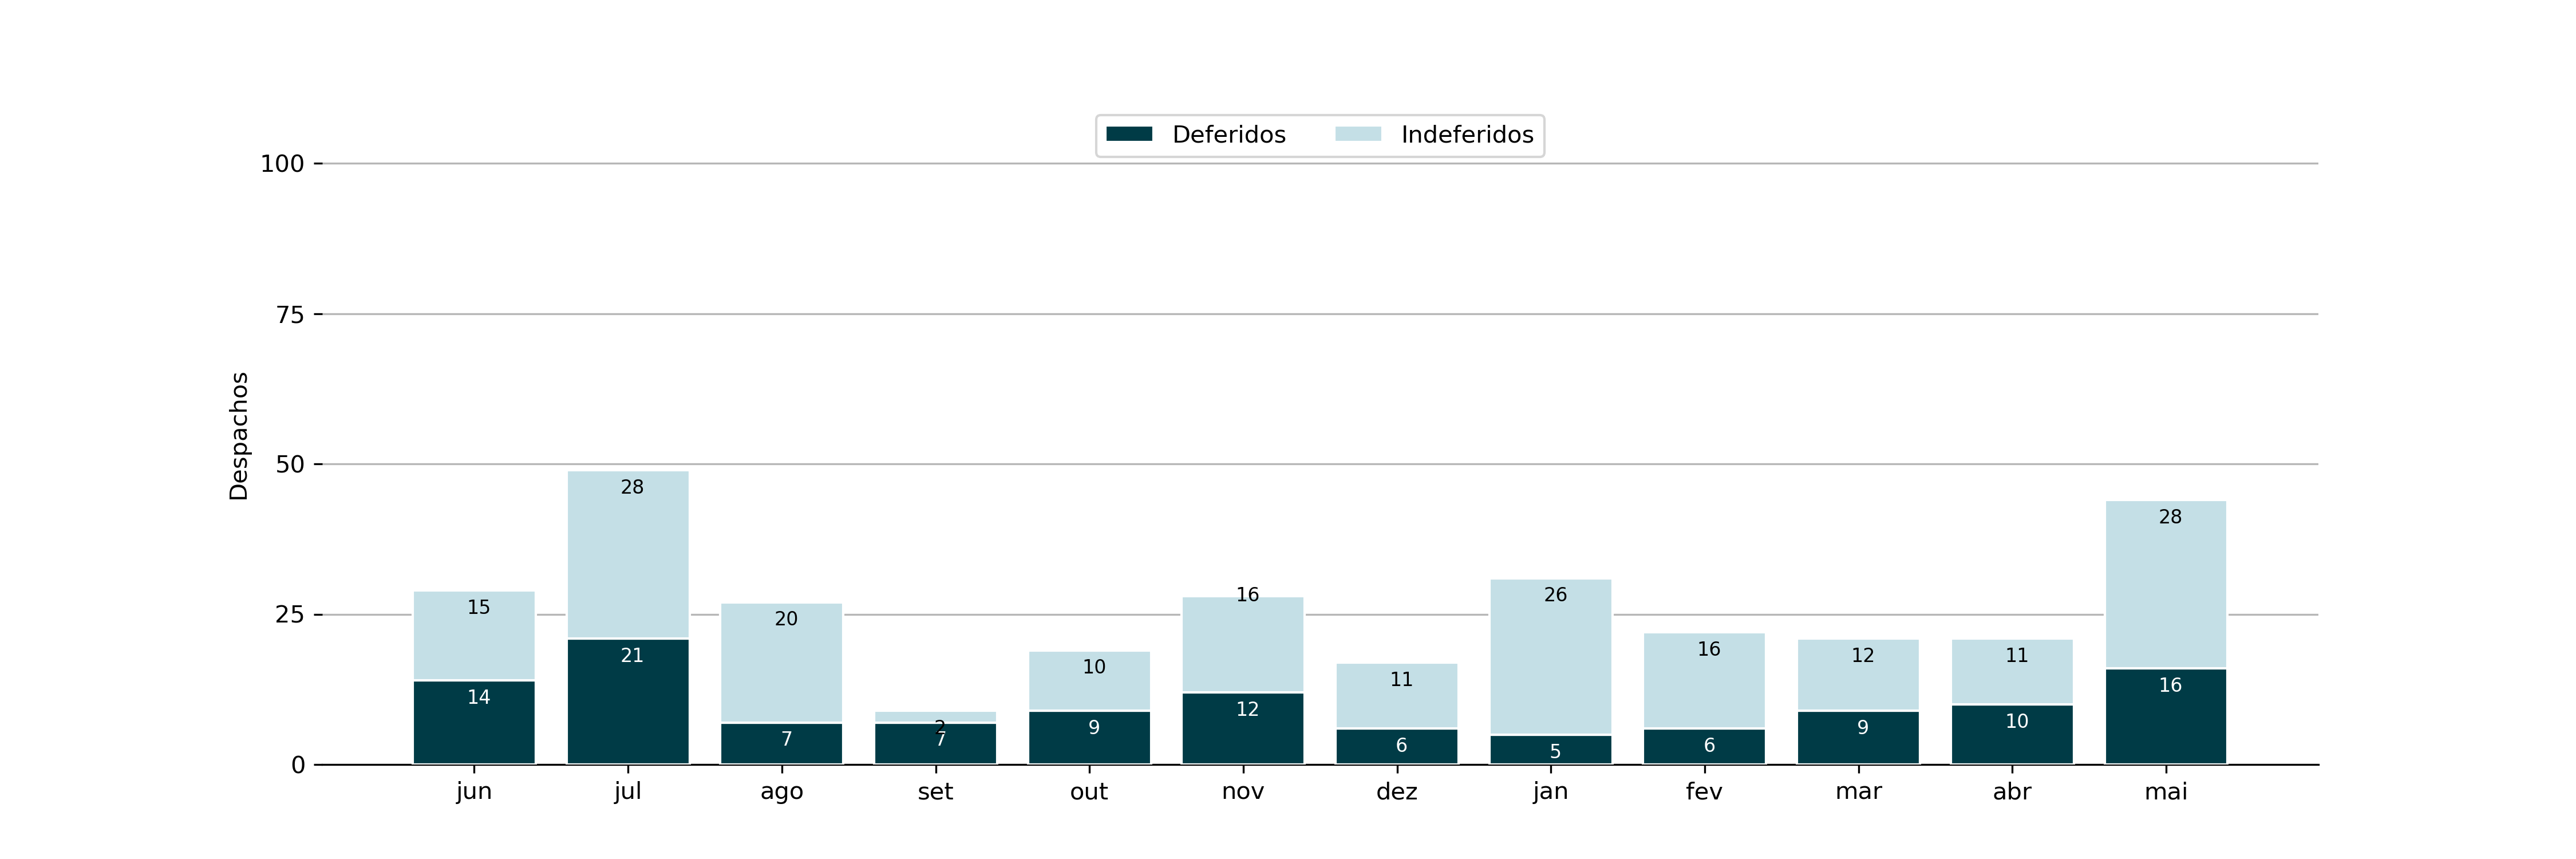 Deferidos Indeferidos
Despachos
100
75
50
25
0
15 28 20 2 10 16 11 26 16 12 11 28
14 21 7 7 9 12 6 5 6 9 10 16
jun jul ago set out nov dez jan fev mar abr mai